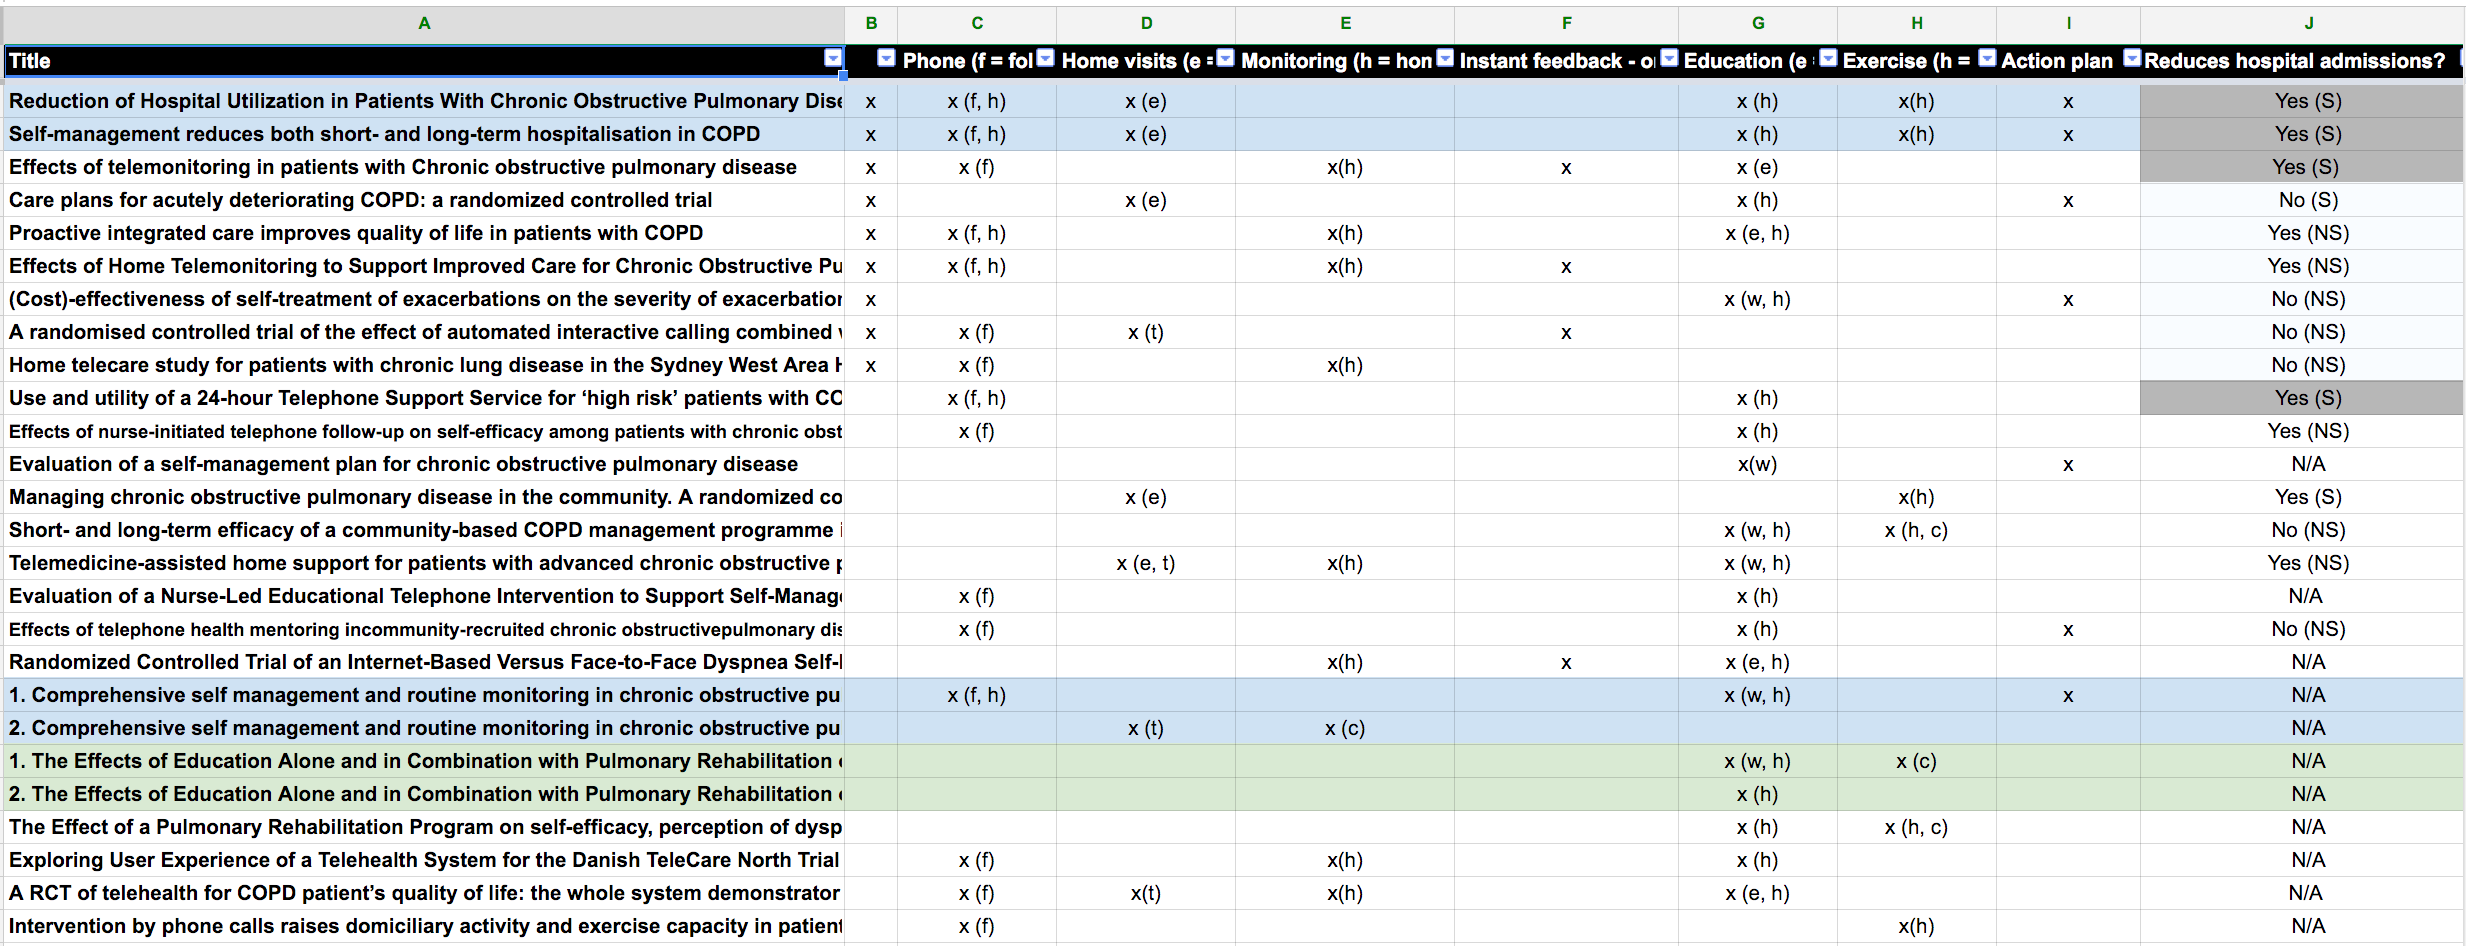 A B C D E F G H I J
Title Phone (f = fol Home visits (e = Monitoring (h = hon Instant feedback - o Education (e Exercise (h = Action plan Reduces hospital admissions?
Reduction of Hospital Utilization in Patients With Chronic Obstructive Pulmonary Dise x x (f, h) x (e) x (h) x(h) x Yes (S)
Self-management reduces both short- and long-term hospitalisation in COPD x x (f, h) x (e) x (h) x(h) x Yes (S)
Effects of telemonitoring in patients with Chronic obstructive pulmonary disease x x (f) x(h) x x (e) Yes (S)
Care plans for acutely deteriorating COPD: a randomized controlled trial x x (e) x (h) x No (S)
Proactive integrated care improves quality of life in patients with COPD x x (f, h) x(h) x (e, h) Yes (NS)
Effects of Home Telemonitoring to Support Improved Care for Chronic Obstructive Pu x x (f, h) x(h) x Yes (NS)
(Cost)-effectiveness of self-treatment of exacerbations on the severity of exacerbation x x (w, h) x No (NS)
A randomised controlled trial of the effect of automated interactive calling combined x x (f) x (t) x No (NS)
Home telecare study for patients with chronic lung disease in the Sydney West Area H x x (f) x(h) No (NS)
Use and utility of a 24-hour Telephone Support Service for ‘high risk’ patients with CO x (f, h) x (h) Yes (S)
Effects of nurse-initiated telephone follow-up on self-efficacy among patients with chronic obst x (f) x (h) Yes (NS)
Evaluation of a self-management plan for chronic obstructive pulmonary disease x(w) x N/A
Managing chronic obstructive pulmonary disease in the community. A randomized co x (e) x(h) Yes (S)
Short- and long-term efficacy of a community-based COPD management programme i x (w, h) x (h, c) No (NS)
Telemedicine-assisted home support for patients with advanced chronic obstructive p x (e, t) x(h) x (w, h) Yes (NS)
Evaluation of a Nurse-Led Educational Telephone Intervention to Support Self-Manage x (f) x (h) N/A
Effects of telephone health mentoring incommunity-recruited chronic obstructivepulmonary dis x (f) x (h) x No (NS)
Randomized Controlled Trial of an Internet-Based Versus Face-to-Face Dyspnea Self- x(h) x x (e, h) N/A
1. Comprehensive self management and routine monitoring in chronic obstructive pu x (f, h) x (w, h) x N/A
2. Comprehensive self management and routine monitoring in chronic obstructive pu x (t) x (c) N/A
1. The Effects of Education Alone and in Combination with Pulmonary Rehabilitation x (w, h) x (c) N/A
2. The Effects of Education Alone and in Combination with Pulmonary Rehabilitation x (h) N/A
The Effect of a Pulmonary Rehabilitation Program on self-efficacy, perception of dysp x (h) x (h, c) N/A
Exploring User Experience of a Telehealth System for the Danish TeleCare North Trial x (f) x(h) x (h) N/A
A RCT of telehealth for COPD patient’s quality of life: the whole system demonstrator x (f) x(t) x(h) x (e, h) N/A
Intervention by phone calls raises domiciliary activity and exercise capacity in patient x (f) x(h) N/A